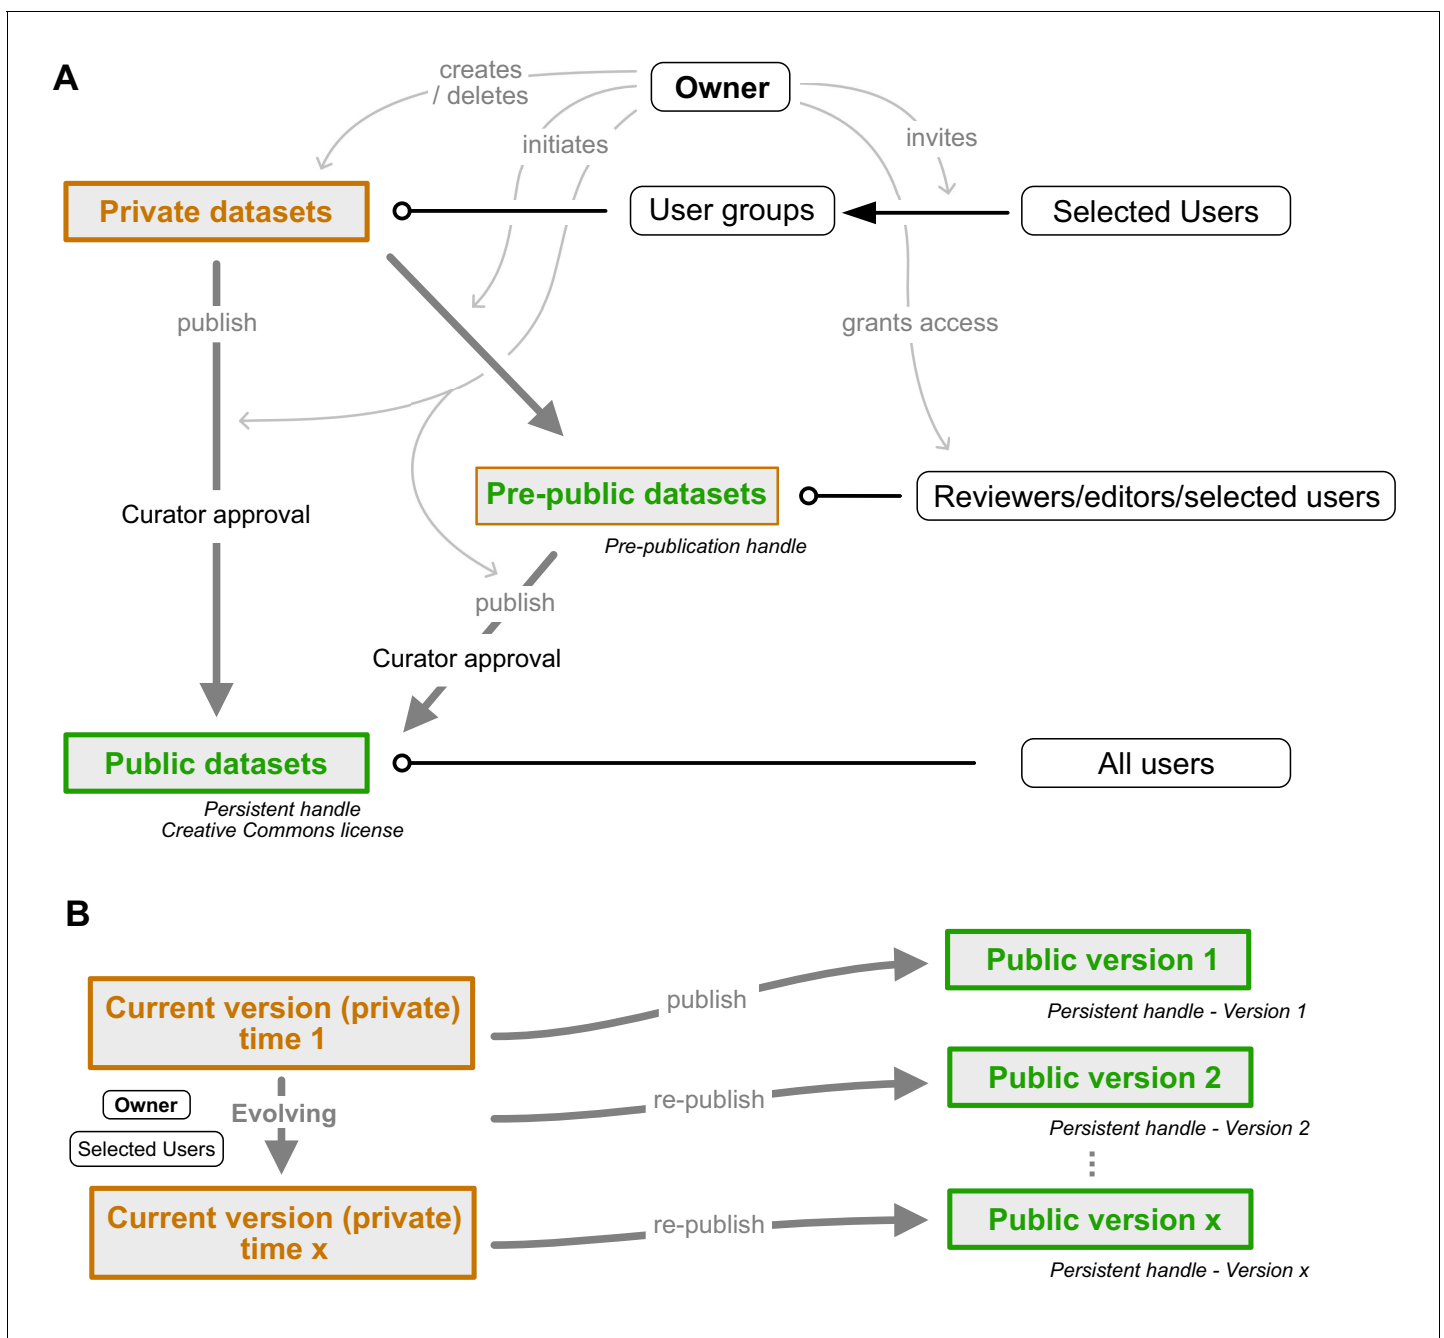 A
creates
/ deletes
Owner
initiates
invites
Private datasets
User groups
Selected Users
publish
grants access
Curator approval
Pre-public datasets
Reviewers/editors/selected users
Pre-publication handle
publish
Curator approval
Public datasets
All users
Persistent handle
Creative Commons license
B
Public version 1
Persistent handle - Version 1
Current version (private)
time 1
publish
Public version 2
Persistent handle - Version 2
Owner
Evolving
Selected Users
re-publish
Current version (private)
time x
re-publish
Public version x
Persistent handle - Version x